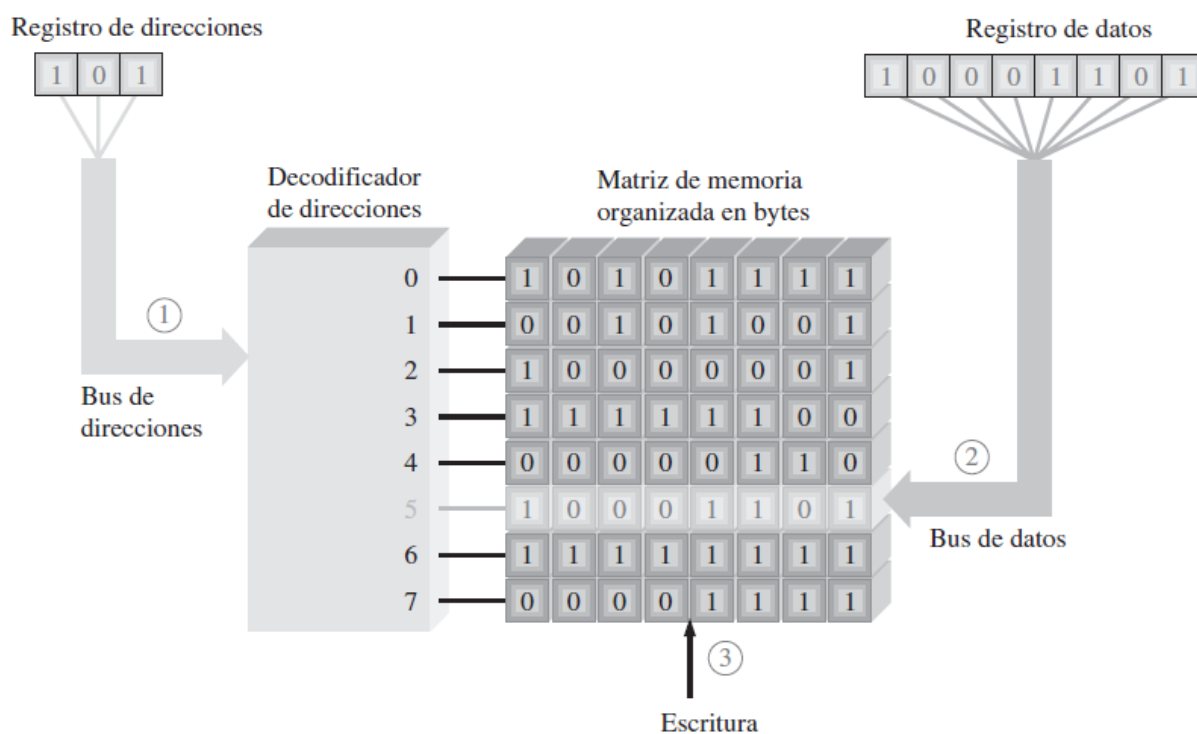 Registro de direcciones
1 0 1
Registro de datos
1 0 0 0 1 1 0 1
Decodificador
de direcciones
Matriz de memoria
organizada en bytes
0 1 0 1 0 1 1 1 1
1 0 0 1 0 1 0 0 1
2 1 0 0 0 0 0 0 1
3 1 1 1 1 1 1 0 0
4 0 0 0 0 0 1 1 0
5 1 0 0 0 1 1 0 1
6 1 1 1 1 1 1 1 1
7 0 0 0 0 1 1 1 1
1
Bus de
direcciones
2
Bus de datos
3
Escritura